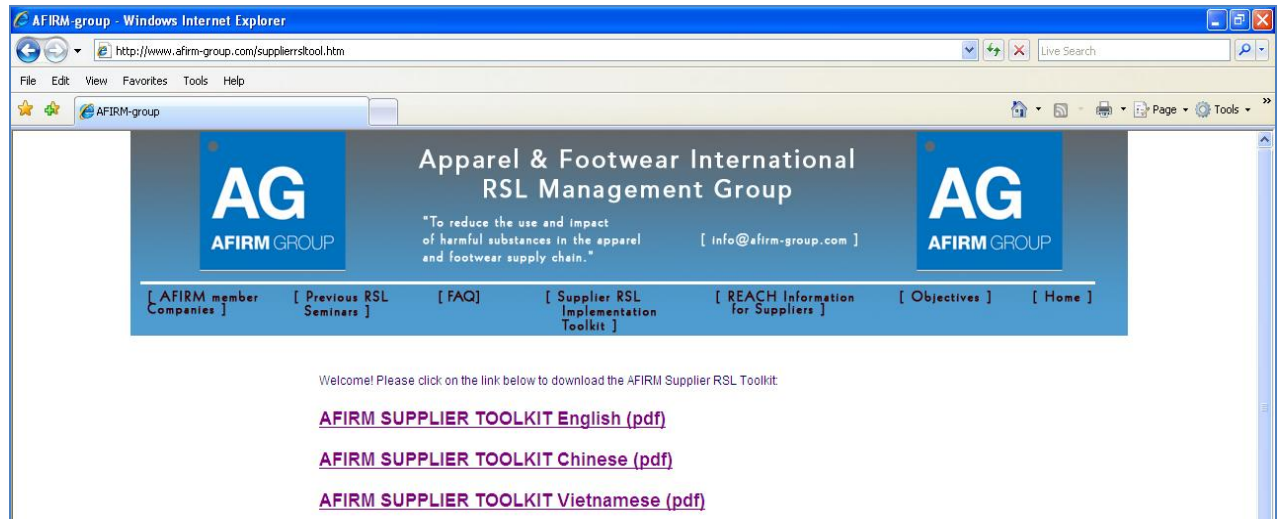 AFIRM-group - Windows Internet Explorer
http://www.afirm-group.com/supplierrsltool.htm
Live Search
File Edit View Favorites Tools Help
AFIRM-group
Page Tools
AG
AFIRM GROUP
Apparel & Footwear International
RSL Management Group
"To reduce the use and impact
of harmful substances in the apparel
and footwear supply chain."
[ info@afirm-group.com ]
AG
AFIRM GROUP
[ AFIRM member
Companies ]
[ Previous RSL
Seminars ]
[ FAQ]
[ Supplier RSL
Implementation
Toolkit ]
[ REACH Information
for Suppliers ]
[ Objectives ]
[ Home ]
Welcome! Please click on the link below to download the AFIRM Supplier RSL Toolkit:
AFIRM SUPPLIER TOOLKIT English (pdf)
AFIRM SUPPLIER TOOLKIT Chinese (pdf)
AFIRM SUPPLIER TOOLKIT Vietnamese (pdf)